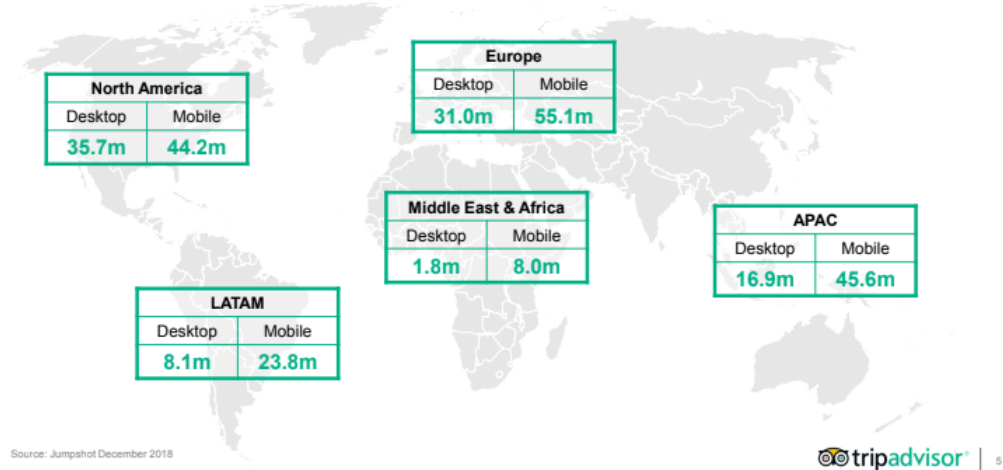 North America
Desktop Mobile
35.7m 44.2m
Europe
Desktop Mobile
31.0m 55.1m
Middle East & Africa
Desktop Mobile
1.8m 8.0m
APAC
Desktop Mobile
16.9m 45.6m
LATAM
Desktop Mobile
8.1m 23.8m
Source: Jumpshot December 2018
tripadvisor® | 5